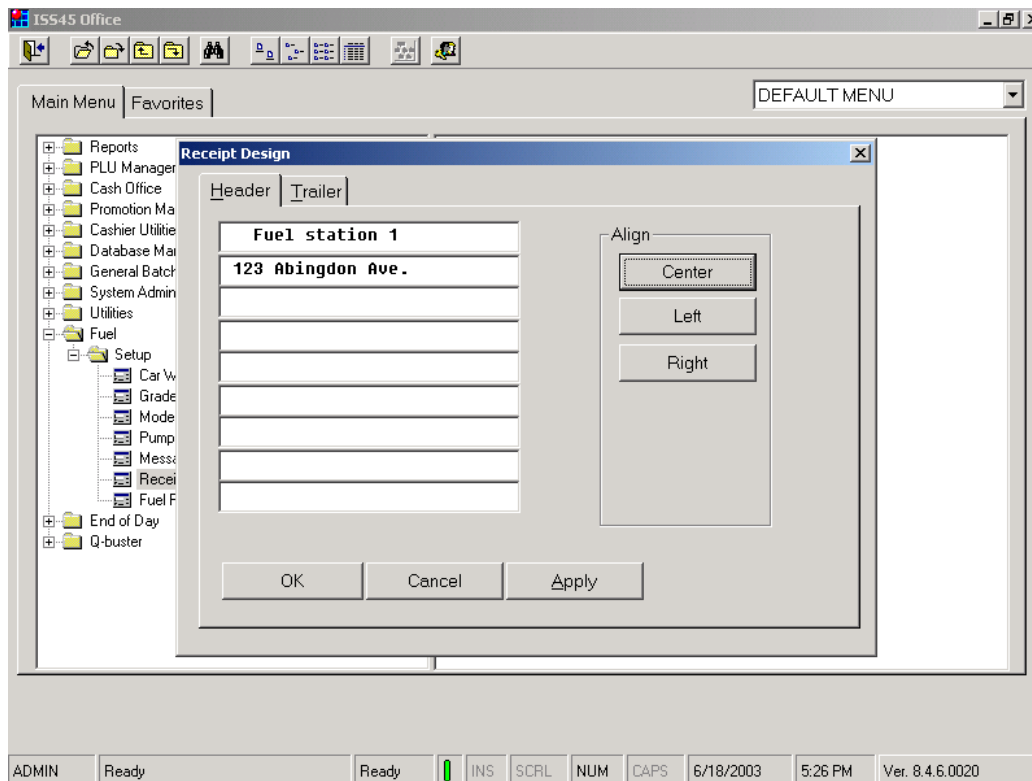 ISS45 Office
Main Menu
Favorites
DEFAULT MENU
Reports
PLU Manager
Cash Office
Promotion Ma
Cashier Utilitie
Database Mar
General Batch
System Admin
Utilities
Fuel
Setup
Car W
Grade
Mode
Pump
Messa
Recei
Fuel P
End of Day
Q-buster
Receipt Design
Header
Trailer
Fuel station 1
123 Abingdon Ave.
Align
Center
Left
Right
OK
Cancel
Apply
ADMIN Ready Ready INS SCRL NUM CAPS 6/18/2003 5:26 PM Ver. 8.4.6.0020